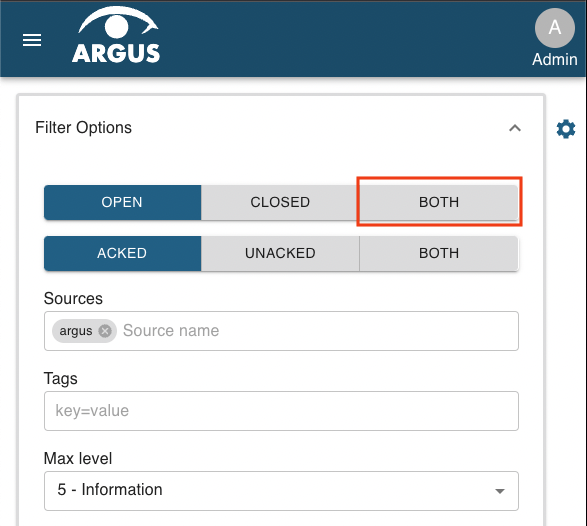 ARGUS
A
Admin
Filter Options
OPEN CLOSED BOTH
ACKED UNACKED BOTH
Sources
argus Source name
Tags
key=value
Max level
5 - Information